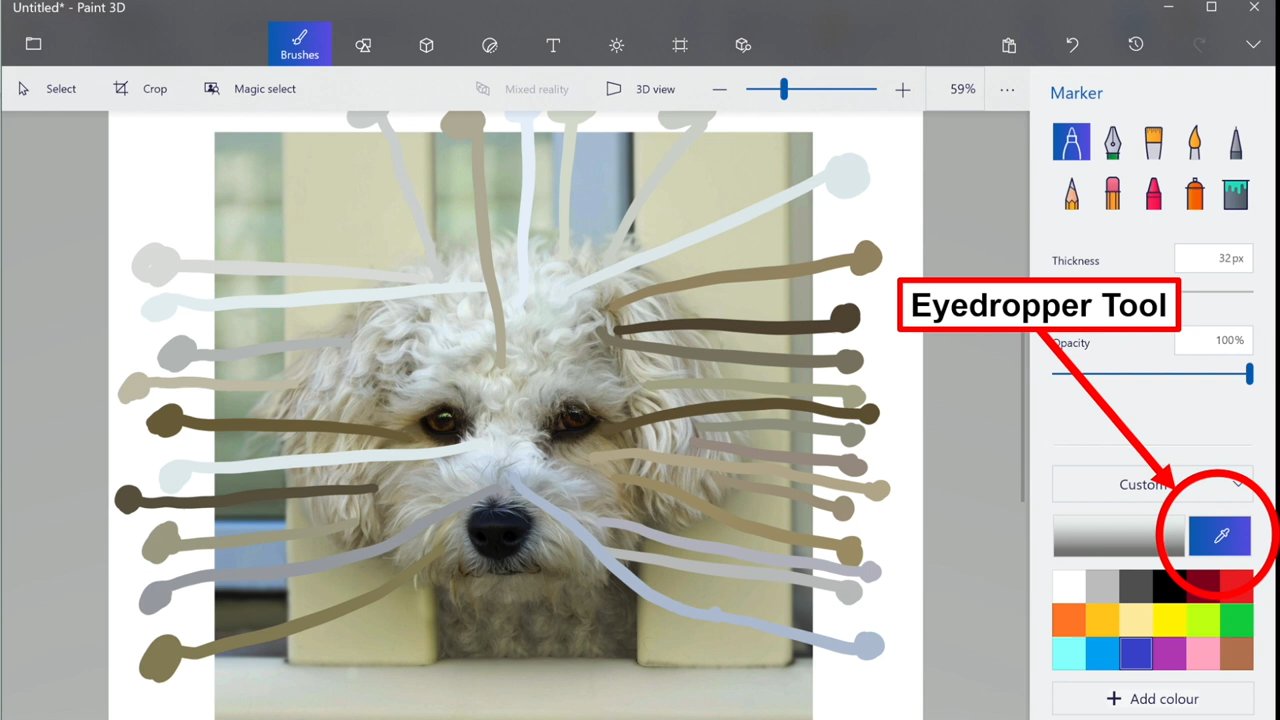 Untitled* - Paint 3D
Brushes
Select
Crop
Magic select
Mixed reality
3D view
59%
Marker
Thickness
32px
Eyedropper Tool
Opacity
100%
Custom
Add colour